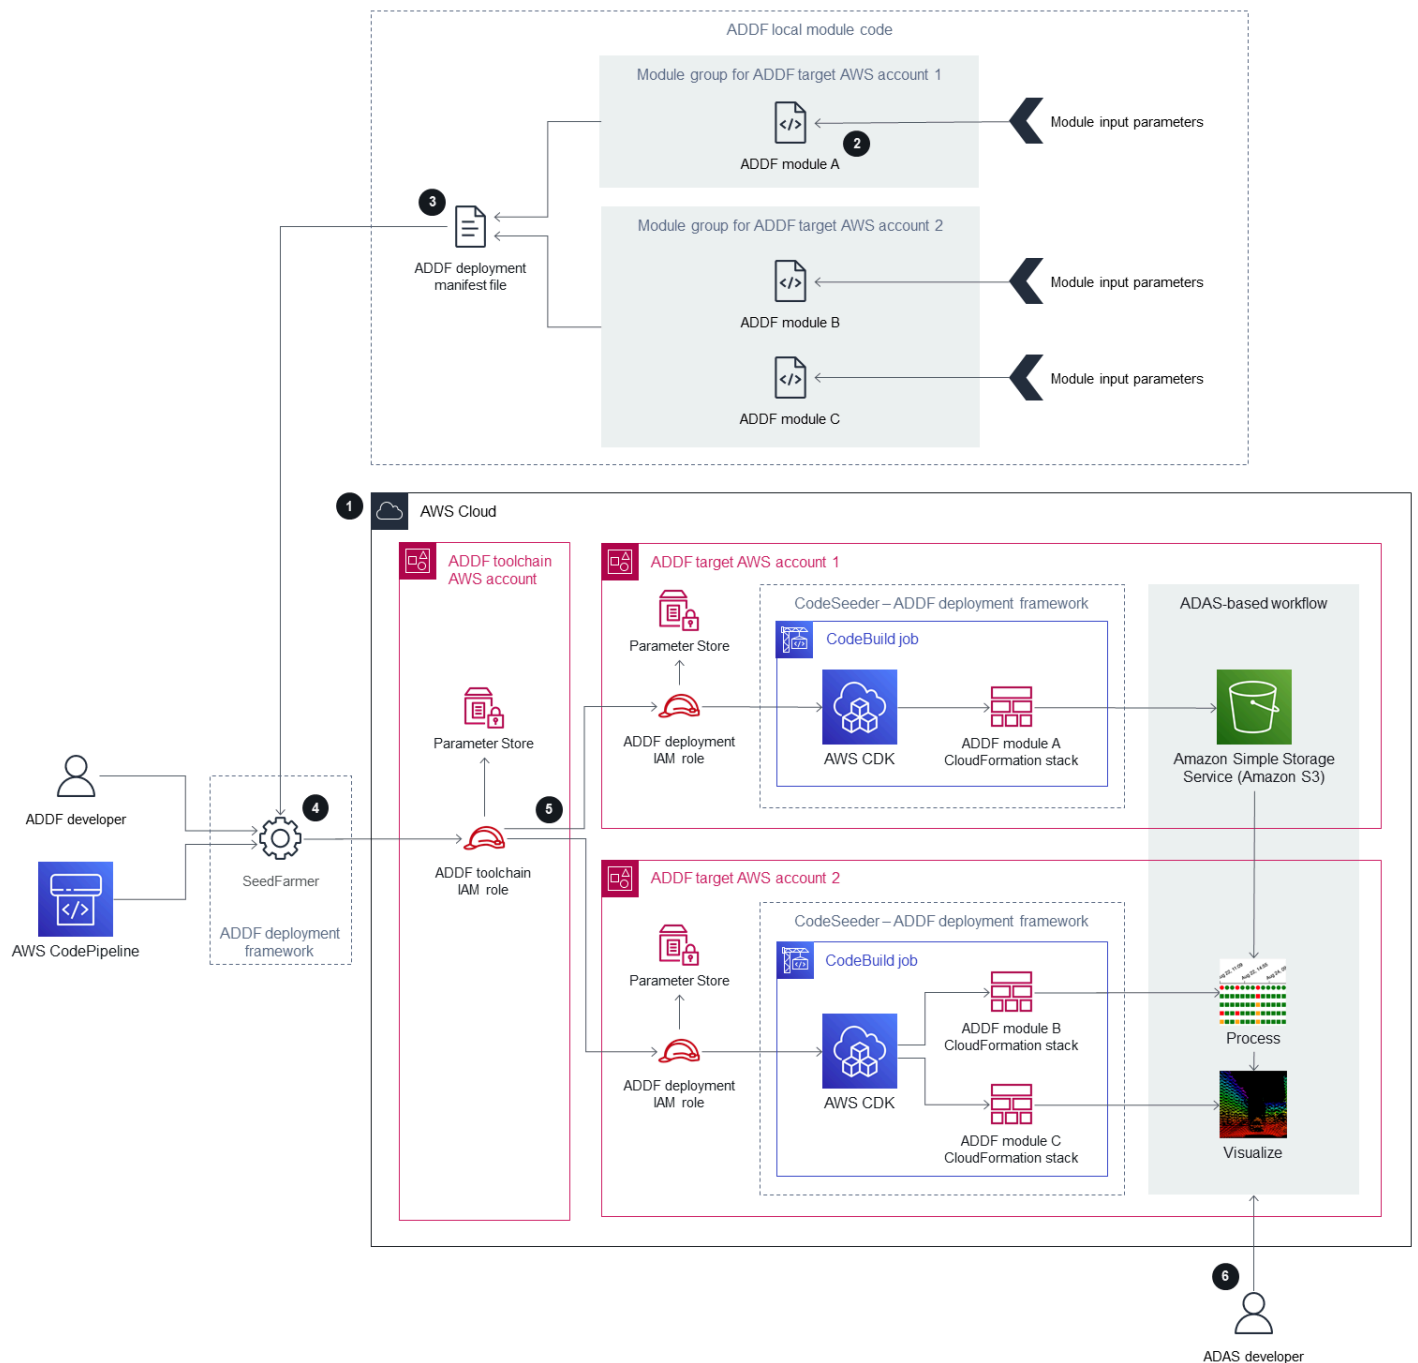 ADDF local module code
Module group for ADDF target AWS account 1
ADDF module A
2
Module input parameters
3
ADDF deployment
manifest file
Module group for ADDF target AWS account 2
ADDF module B
Module input parameters
ADDF module C
Module input parameters
1
AWS Cloud
ADDF toolchain
AWS account
Parameter Store
ADDF toolchain
IAM role
5
ADDF developer
AWS CodePipeline
4
SeedFarmer
ADDF deployment
framework
ADDF target AWS account 1
Parameter Store
ADDF deployment
IAM role
CodeSeeder – ADDF deployment framework
CodeBuild job
AWS CDK
ADDF module A
CloudFormation stack
ADAS-based workflow
Amazon Simple Storage
Service (Amazon S3)
ADDF target AWS account 2
Parameter Store
ADDF deployment
IAM role
CodeSeeder – ADDF deployment framework
CodeBuild job
AWS CDK
ADDF module B
CloudFormation stack
ADDF module C
CloudFormation stack
Process
Visualize
6
ADAS developer